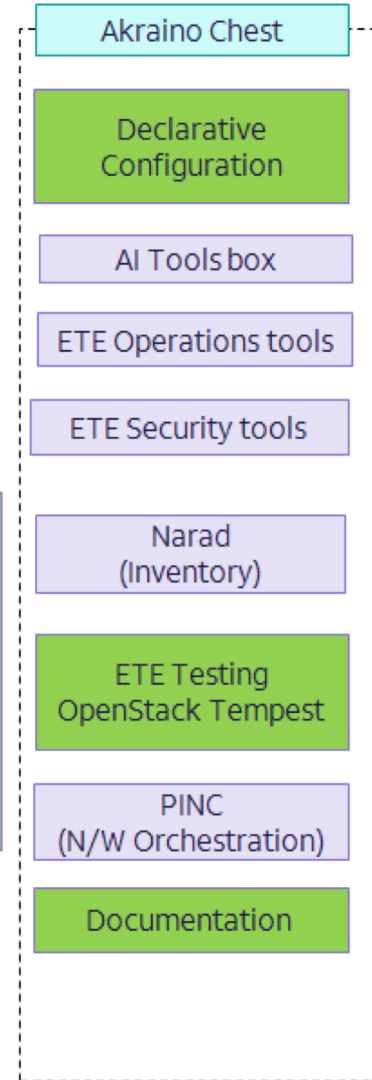 Akraino Chest
Declarative
Configuration
AI Tools box
ETE Operations tools
ETE Security tools
Narad
(Inventory)
ETE Testing
OpenStack Tempest
PINC
(N/W Orchestration)
Documentation